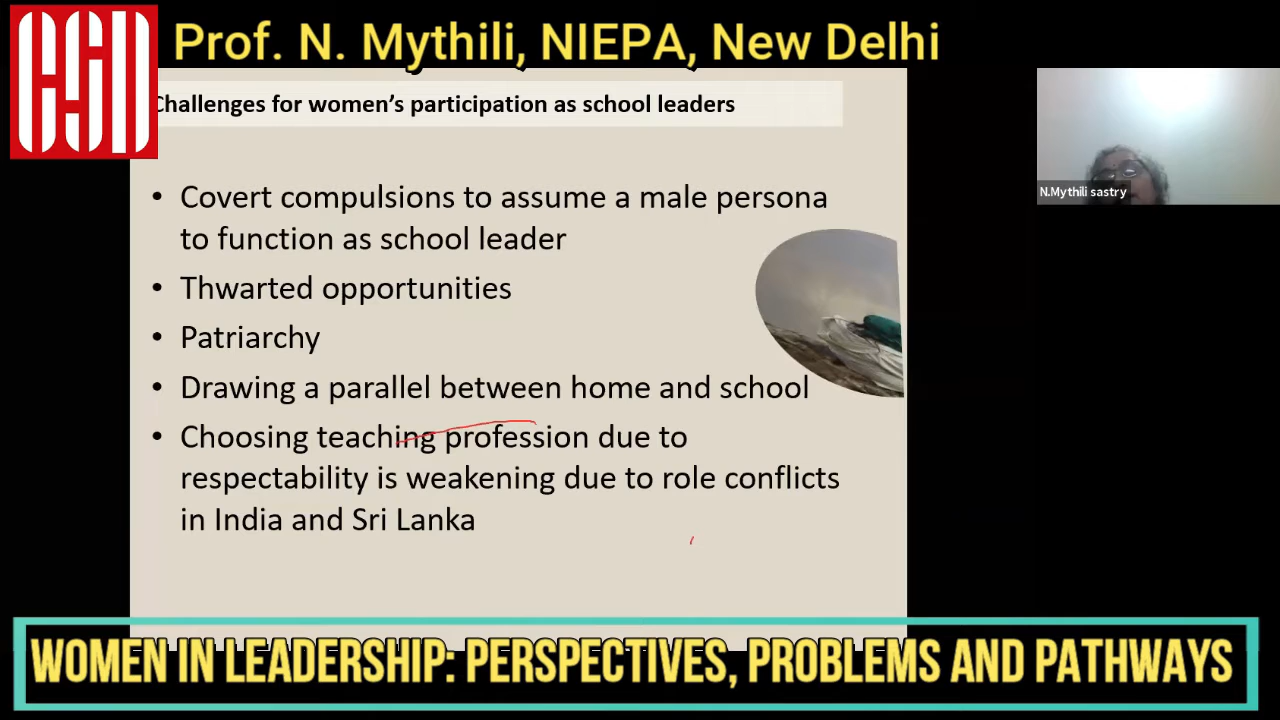 Prof. N. Mythili, NIEPA, New Delhi
CSD
Challenges for women’s participation as school leaders
N.Mythili sastry
• Covert compulsions to assume a male persona
to function as school leader
• Thwarted opportunities
• Patriarchy
• Drawing a parallel between home and school
• Choosing teaching profession due to
respectability is weakening due to role conflicts
in India and Sri Lanka
WOMEN IN LEADERSHIP: PERSPECTIVES, PROBLEMS AND PATHWAYS